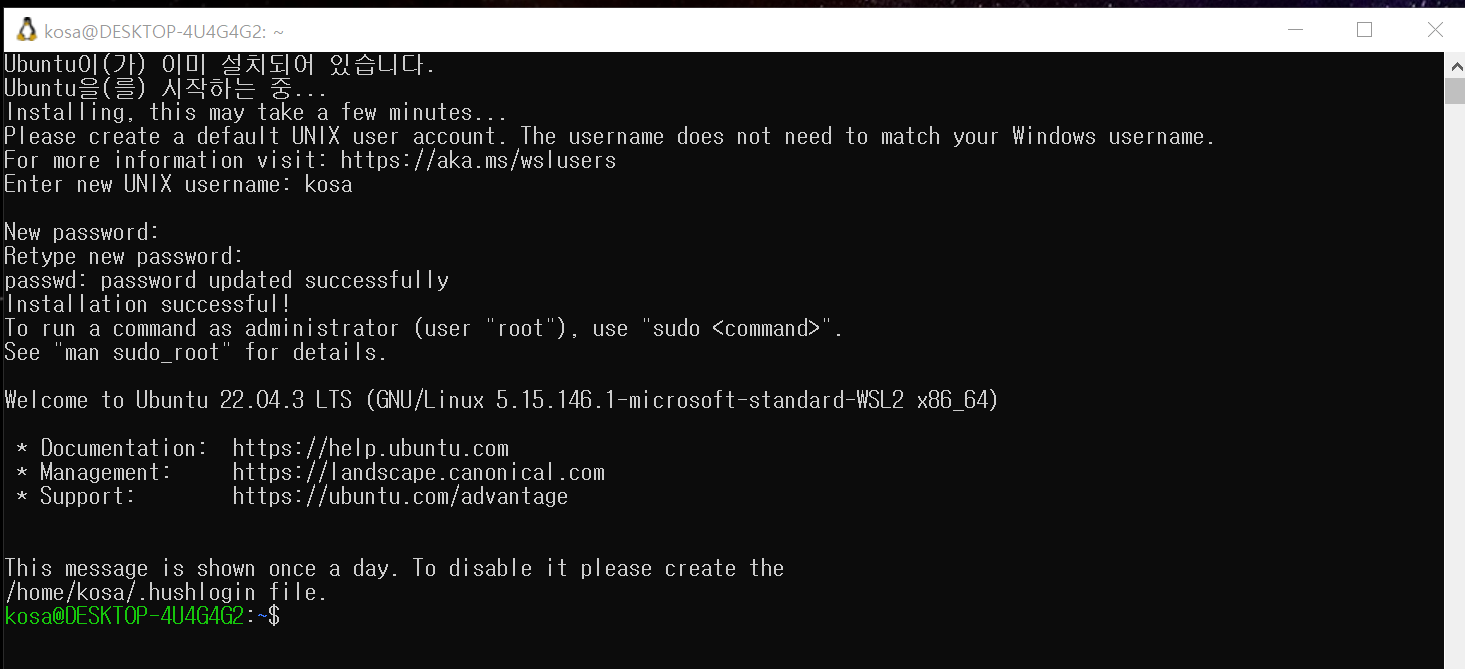 kosa@DESKTOP-4U4G4G2: ~
Ubuntu이(가) 이미 설치되어 있습니다.
Ubuntu을(를) 시작하는 중...
Installing, this may take a few minutes...
Please create a default UNIX user account. The username does not need to match your Windows username.
For more information visit: https://aka.ms/wslusers
Enter new UNIX username: kosa
New password:
Retype new password:
passwd: password updated successfully
Installation successful!
To run a command as administrator (user "root"), use "sudo <command>".
See "man sudo_root" for details.
Welcome to Ubuntu 22.04.3 LTS (GNU/Linux 5.15.146.1-microsoft-standard-WSL2 x86_64)
* Documentation:  https://help.ubuntu.com
* Management:     https://landscape.canonical.com
* Support:        https://ubuntu.com/advantage
This message is shown once a day. To disable it please create the
/home/kosa/.hushlogin file.
kosa@DESKTOP-4U4G4G2:~$